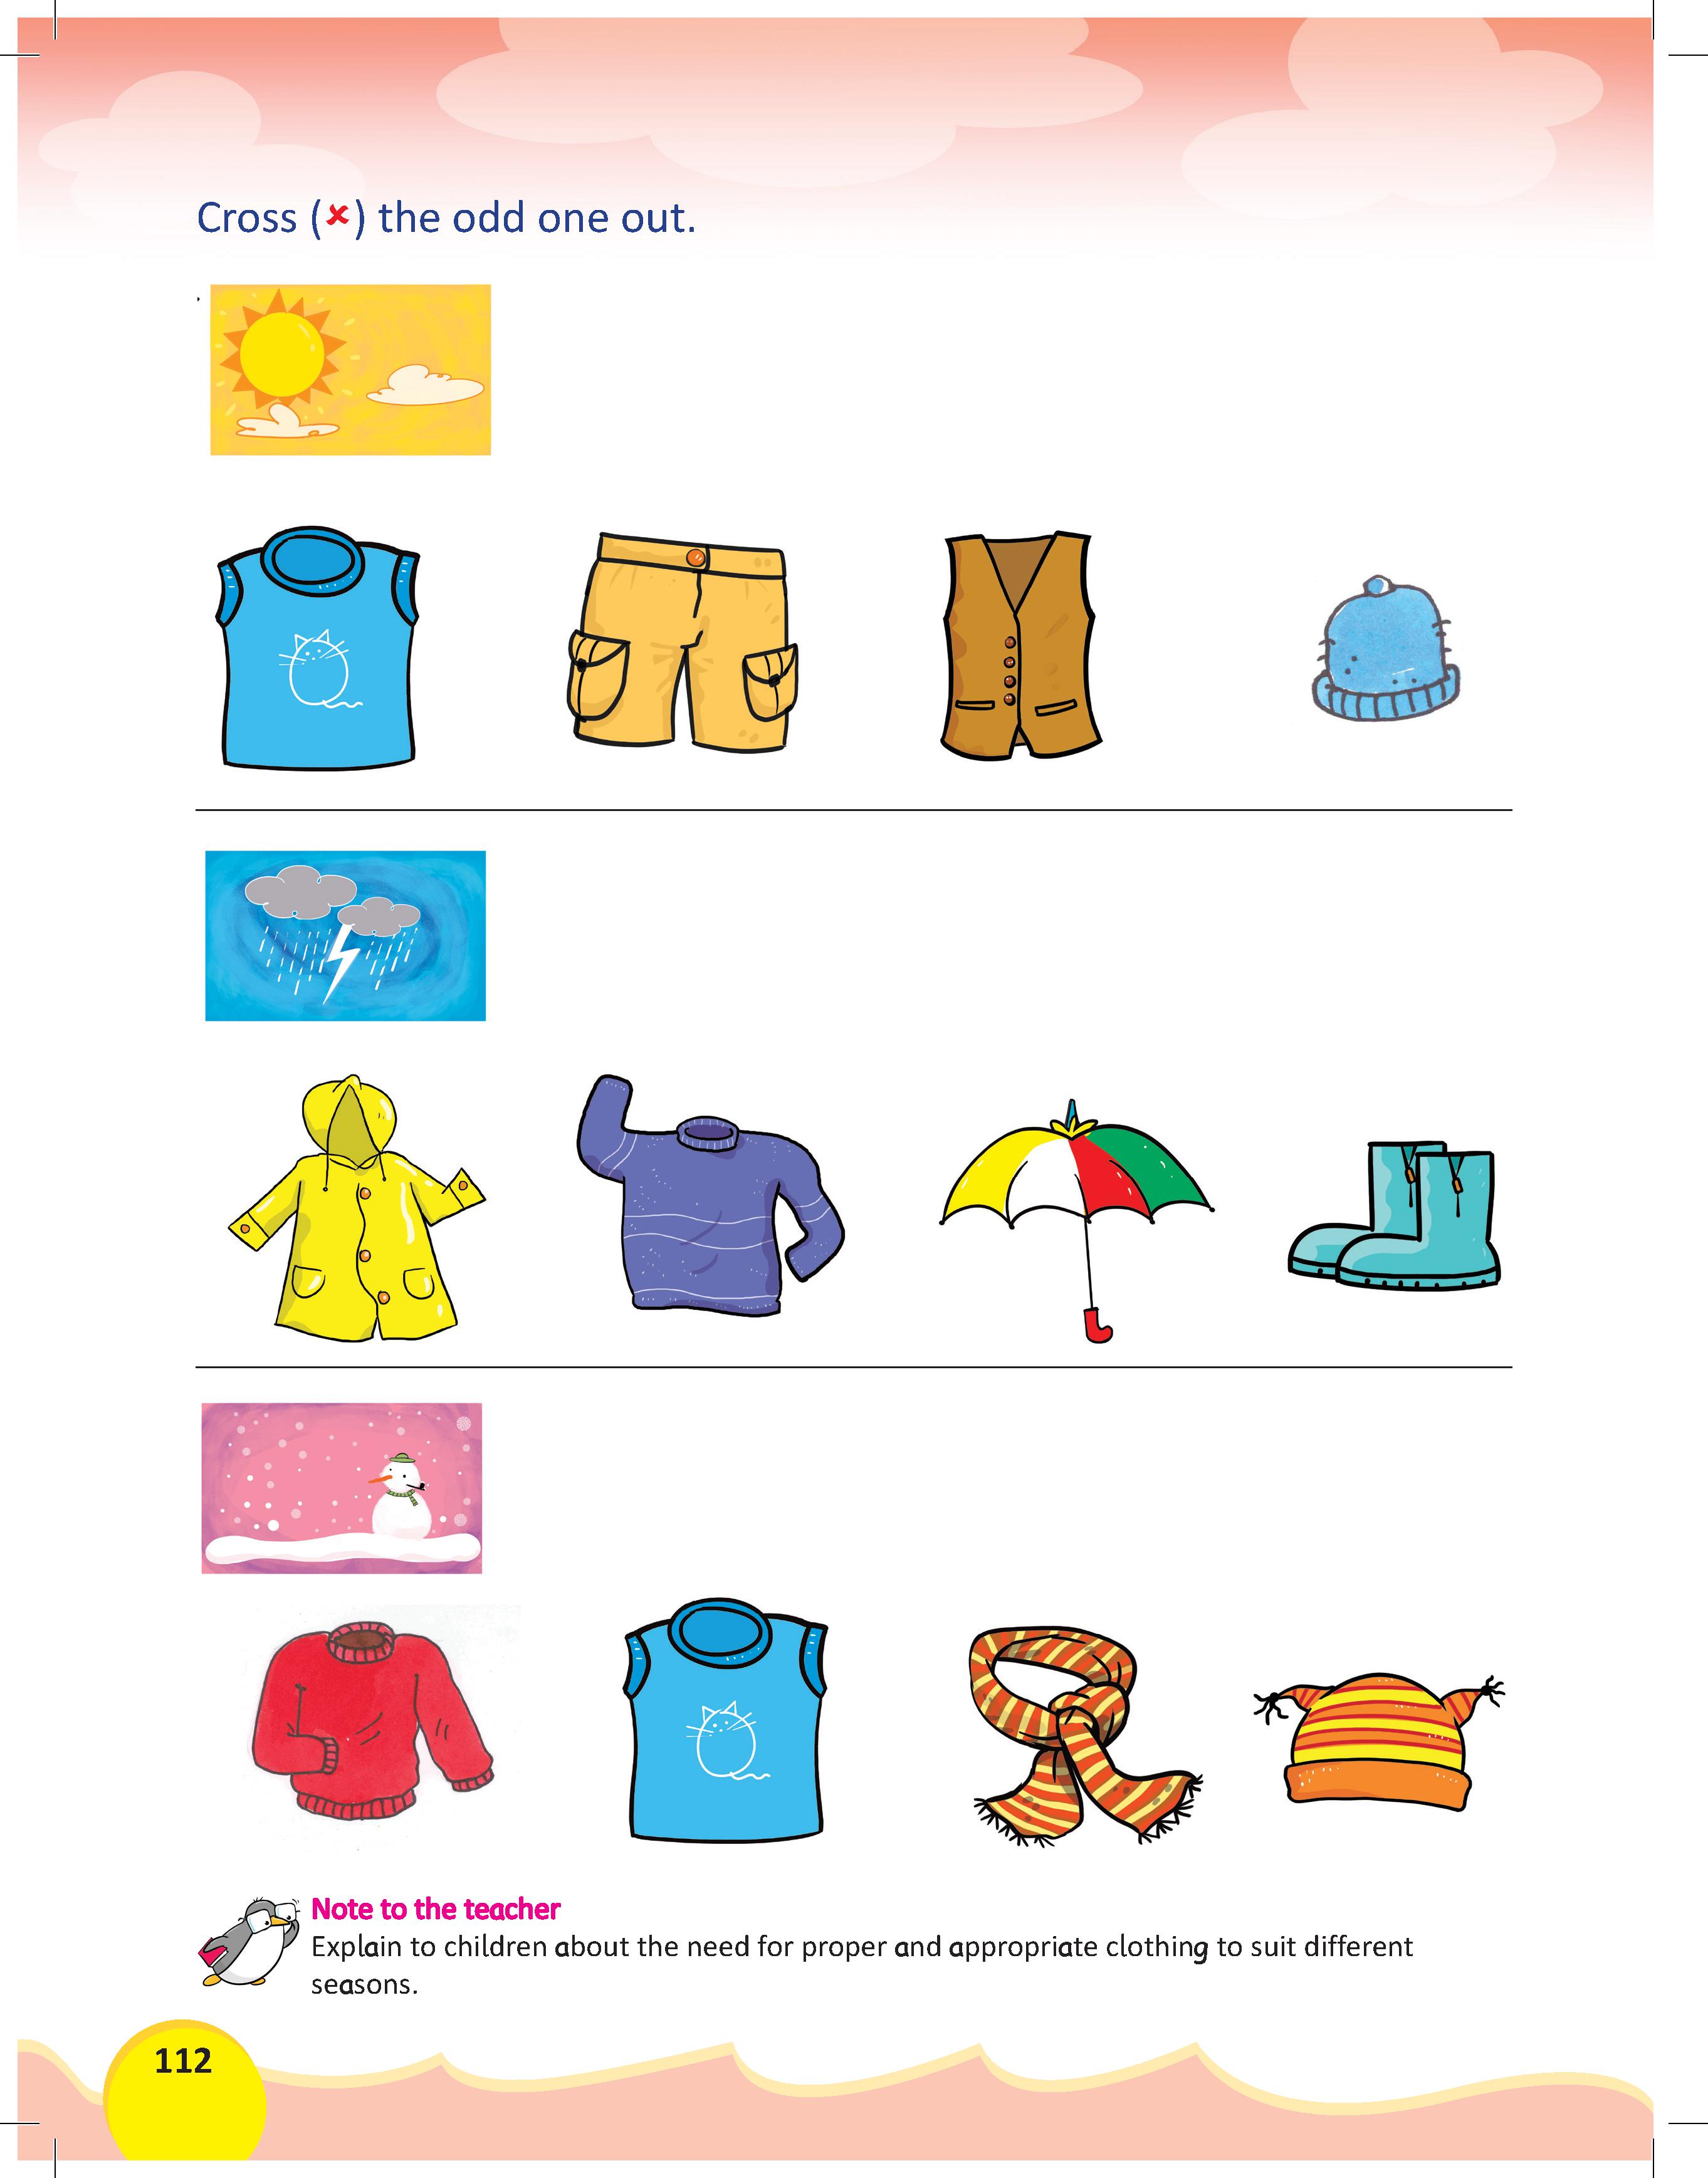 Cross (✘) the odd one out.
Note to the teacher
Explain to children about the need for proper and appropriate clothing to suit different
seasons.
112